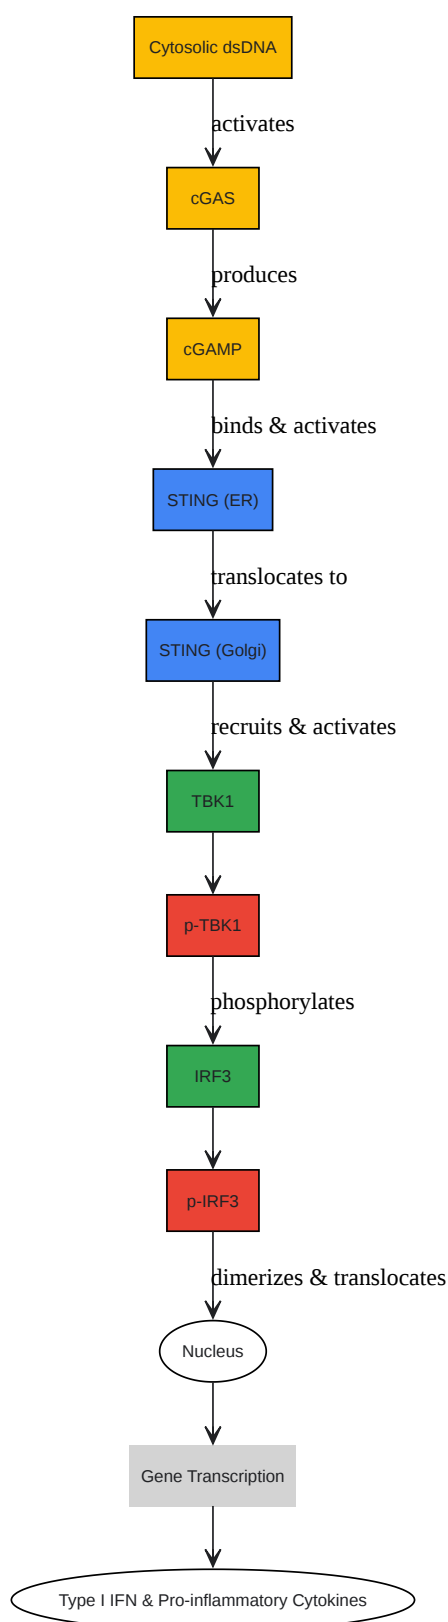 Cytosolic dsDNA
activates
cGAS
produces
cGAMP
binds & activates
STING (ER)
translocates to
STING (Golgi)
recruits & activates
TBK1
p-TBK1
phosphorylates
IRF3
p-IRF3
dimerizes & translocates
Nucleus
Gene Transcription
Type I IFN & Pro-inflammatory Cytokines